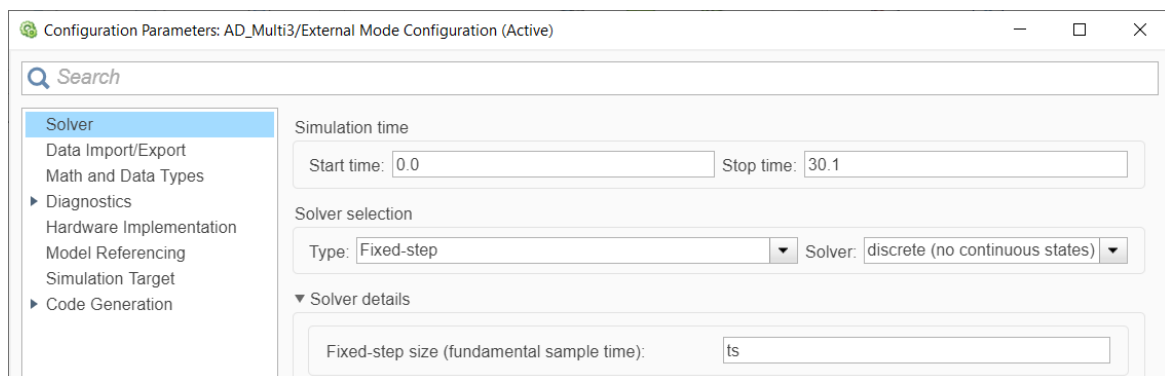 Configuration Parameters: AD_Multi3/External Mode Configuration (Active)
Search
Solver
Data Import/Export
Math and Data Types
Diagnostics
Hardware Implementation
Model Referencing
Simulation Target
Code Generation
Simulation time
Start time: 0.0 Stop time: 30.1
Solver selection
Type: Fixed-step Solver: discrete (no continuous states)
Solver details
Fixed-step size (fundamental sample time): ts